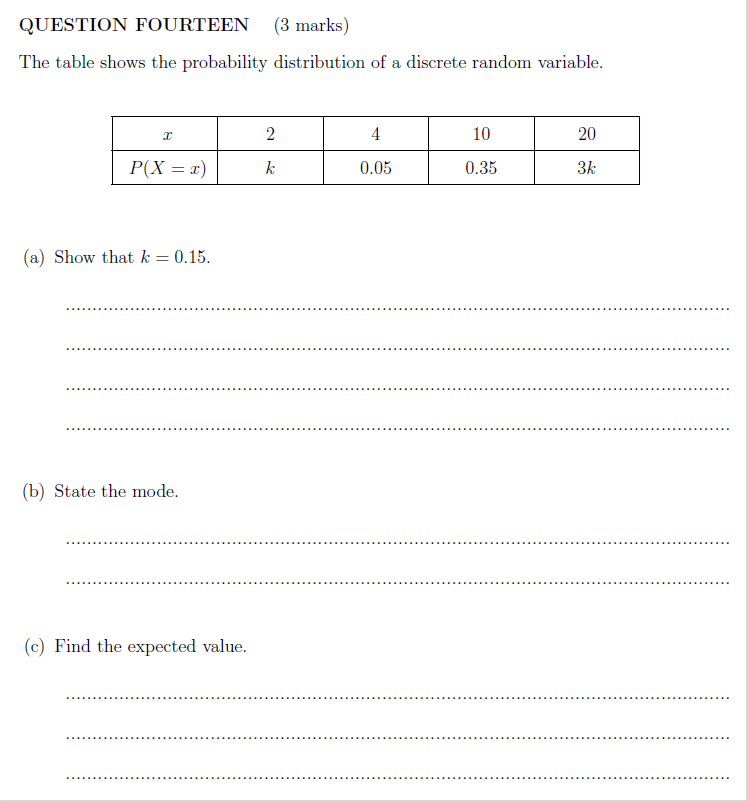 QUESTION FOURTEEN (3 marks)
The table shows the probability distribution of a discrete random variable.
x 2 4 10 20
P(X = x) k 0.05 0.35 3k
(a) Show that k = 0.15.
(b) State the mode.
(c) Find the expected value.